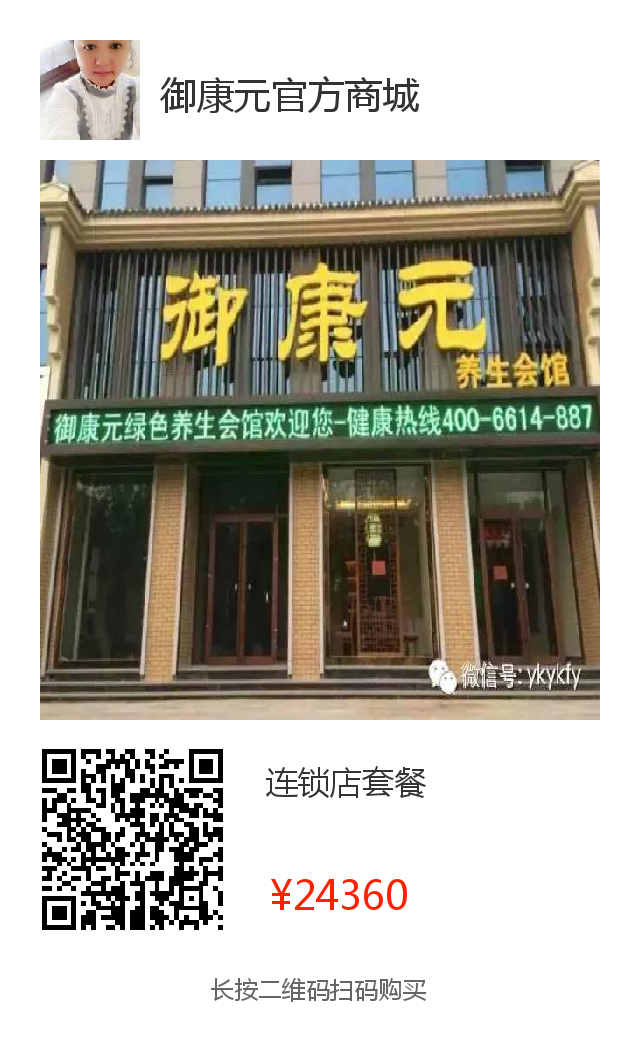 御康元官方商城
御康元
养生会馆
御康元绿色养生会馆欢迎您-健康热线400-6614-887
微信号: ykykfy
连锁店套餐
¥24360
长按二维码扫码购买